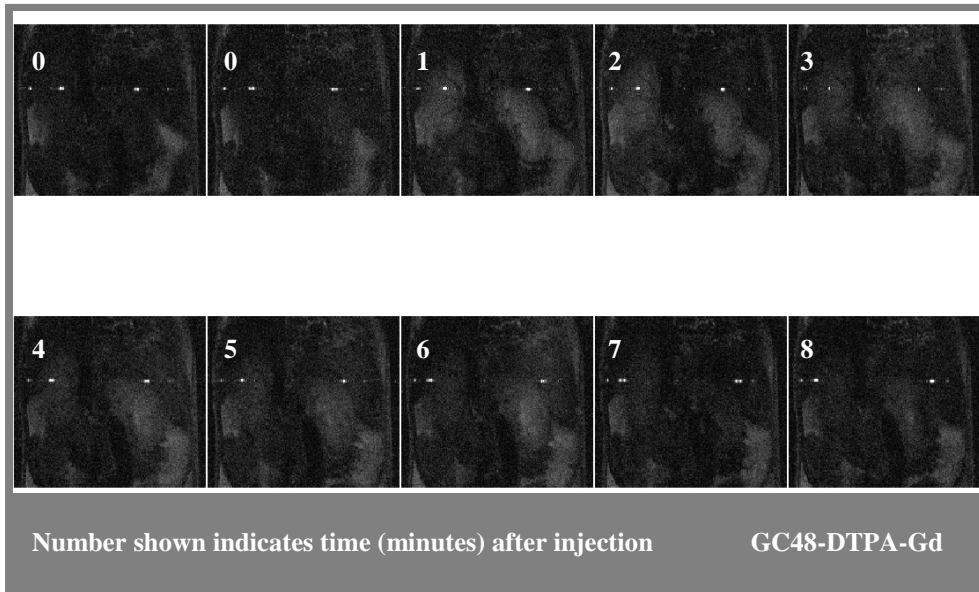 0 0 1 2 3
4 5 6 7 8
Number shown indicates time (minutes) after injection GC48-DTPA-Gd